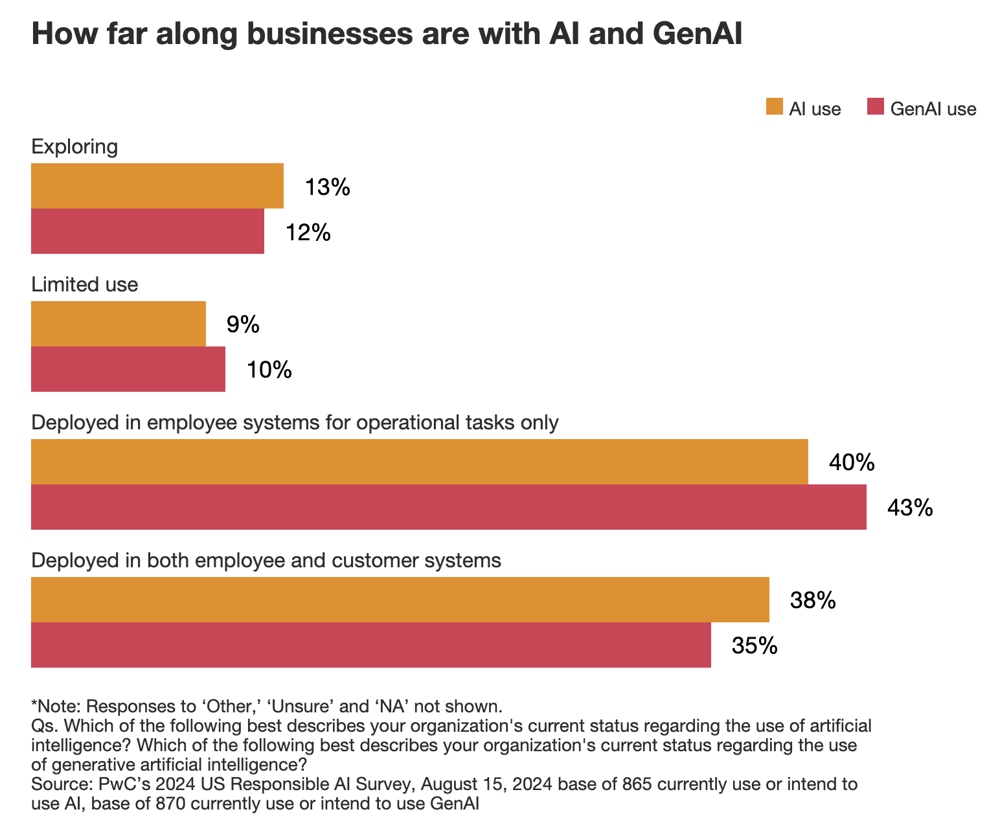 How far along businesses are with AI and GenAI
AI use
GenAI use
Exploring
13%
12%
Limited use
9%
10%
Deployed in employee systems for operational tasks only
40%
43%
Deployed in both employee and customer systems
38%
35%
*Note: Responses to ‘Other,’ ‘Unsure’ and ‘NA’ not shown.
Qs. Which of the following best describes your organization's current status regarding the use of artificial
intelligence? Which of the following best describes your organization's current status regarding the use
of generative artificial intelligence?
Source: PwC’s 2024 US Responsible AI Survey, August 15, 2024 base of 865 currently use or intend to
use AI, base of 870 currently use or intend to use GenAI